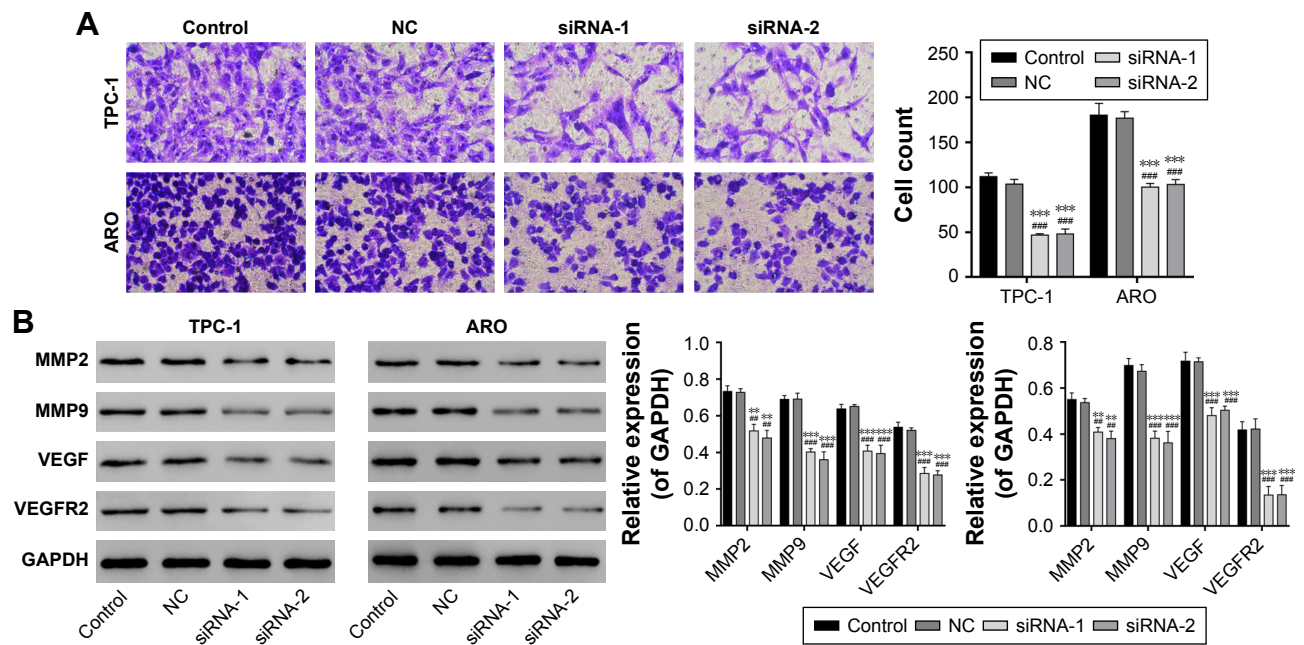 A
Control NC siRNA-1 siRNA-2
TPC-1
ARO
Cell count
250
200
150
100
50
0
Control siRNA-1
NC siRNA-2
*** ***
### ###
*** ***
### ###
TPC-1 ARO
B
TPC-1 ARO
MMP2
MMP9
VEGF
VEGFR2
GAPDH
Control NC siRNA-1 siRNA-2
Control NC siRNA-1 siRNA-2
Relative expression
(of GAPDH)
1.0
0.8
0.6
0.4
0.2
0.0
** **
## ##
*** ***
### ###
*** ***
### ###
*** ***
### ###
MMP2 MMP9 VEGF VEGFR2
Relative expression
(of GAPDH)
0.8
0.6
0.4
0.2
0.0
** **
## ##
*** ***
### ###
*** ***
### ###
*** ***
### ###
MMP2 MMP9 VEGF VEGFR2
Control NC siRNA-1 siRNA-2